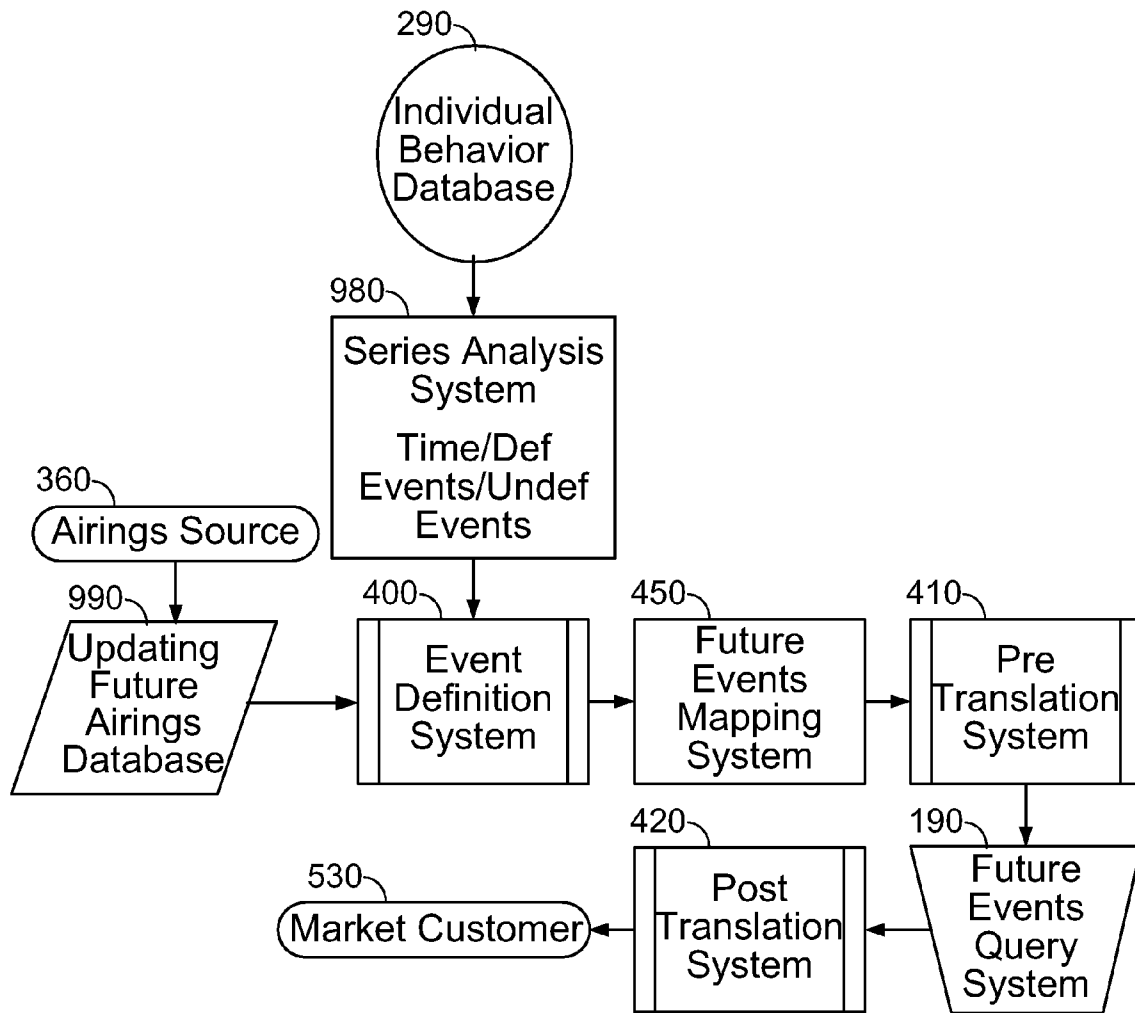 290
Individual
Behavior
Database
980
Series Analysis
System
Time/Def
Events/Undef
Events
360
Airings Source
990
Updating
Future
Airings
Database
400
Event
Definition
System
450
Future
Events
Mapping
System
410
Pre
Translation
System
190
Future
Events
Query
System
420
Post
Translation
System
530
Market Customer